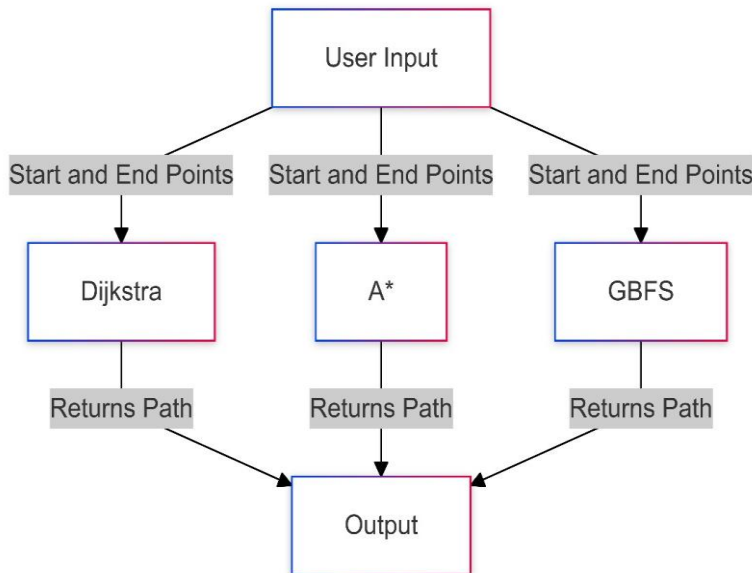 User Input
Start and End Points
Start and End Points
Start and End Points
Dijkstra
A*
GBFS
Returns Path
Returns Path
Returns Path
Output